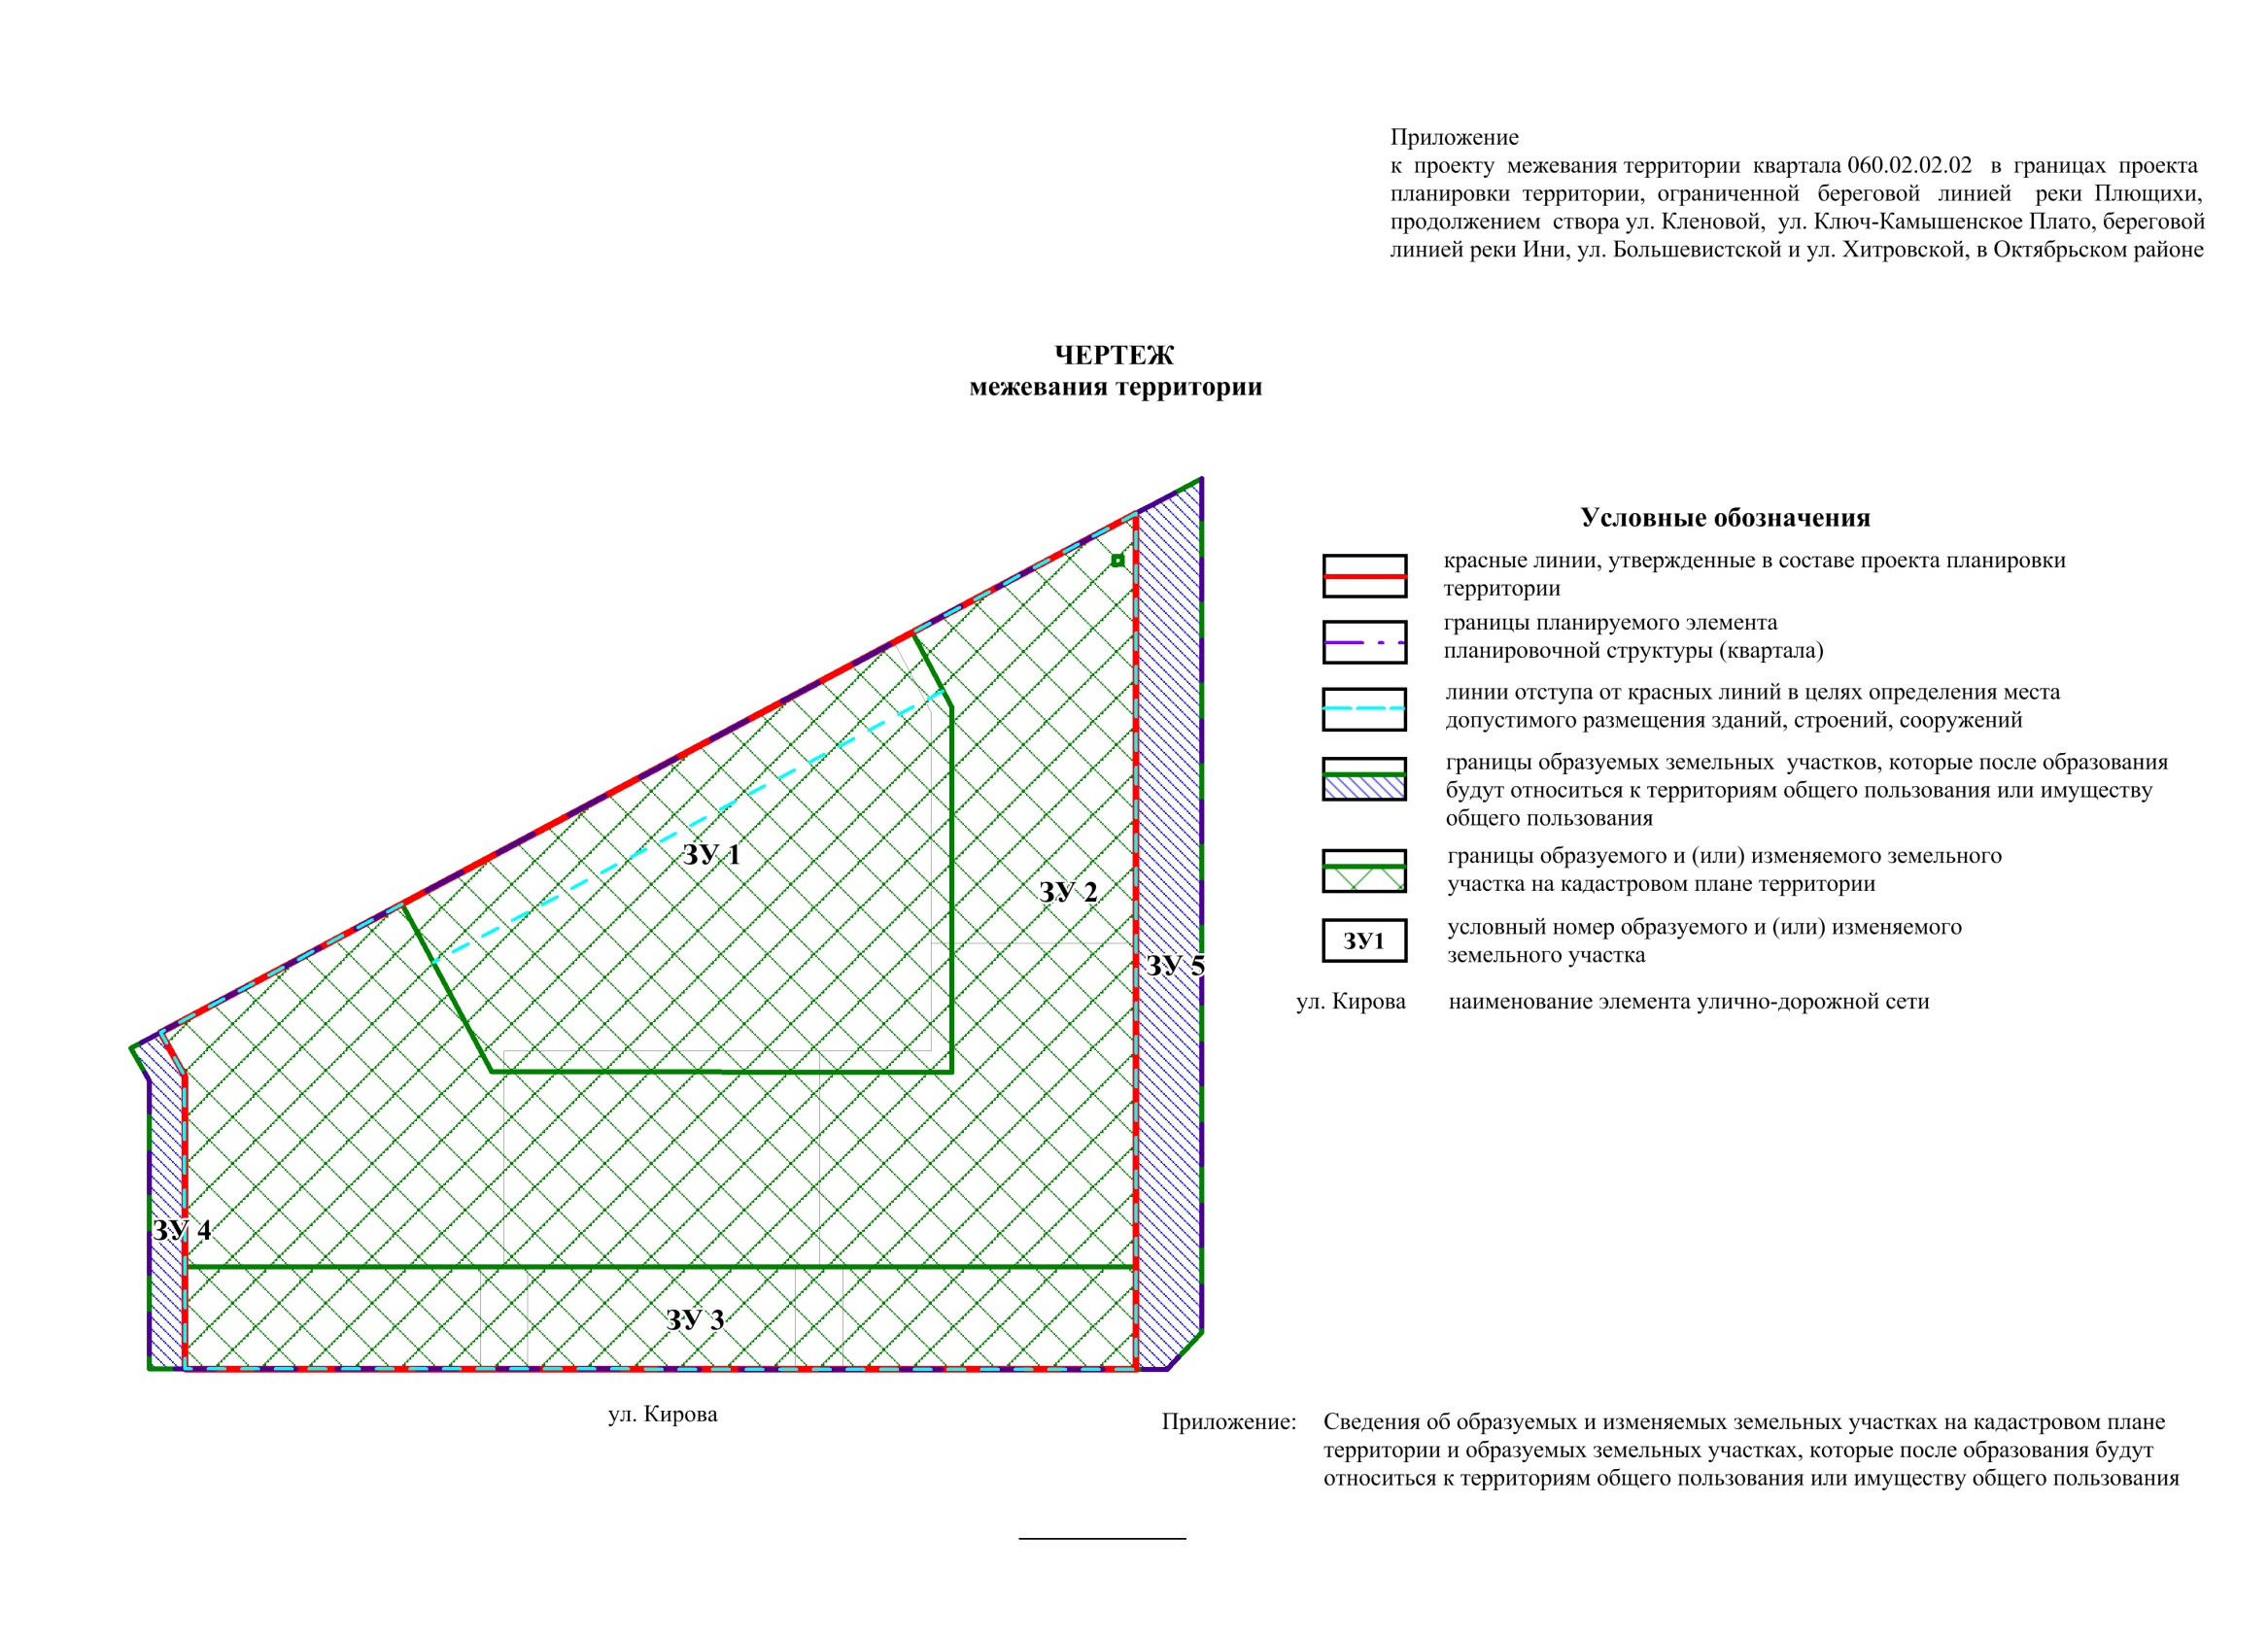 Приложение
к проекту межевания территории квартала 060.02.02.02 в границах проекта
планировки территории, ограниченной береговой линией реки Плющихи,
продолжением створа ул. Кленовой, ул. Ключ-Камышенское Плато, береговой
линией реки Ини, ул. Большевистской и ул. Хитровской, в Октябрьском районе
ЧЕРТЕЖ
межевания территории
Условные обозначения
красные линии, утвержденные в составе проекта планировки
территории
границы планируемого элемента
планировочной структуры (квартала)
линии отступа от красных линий в целях определения места
допустимого размещения зданий, строений, сооружений
границы образуемых земельных участков, которые после образования
будут относиться к территориям общего пользования или имуществу
общего пользования
границы образуемого и (или) изменяемого земельного
участка на кадастровом плане территории
ЗУ1
условный номер образуемого и (или) изменяемого
земельного участка
ул. Кирова
наименование элемента улично-дорожной сети
ЗУ 1
ЗУ 2
ЗУ 5
ЗУ 4
ЗУ 3
ул. Кирова
Приложение: Сведения об образуемых и изменяемых земельных участках на кадастровом плане
территории и образуемых земельных участках, которые после образования будут
относиться к территориям общего пользования или имуществу общего пользования